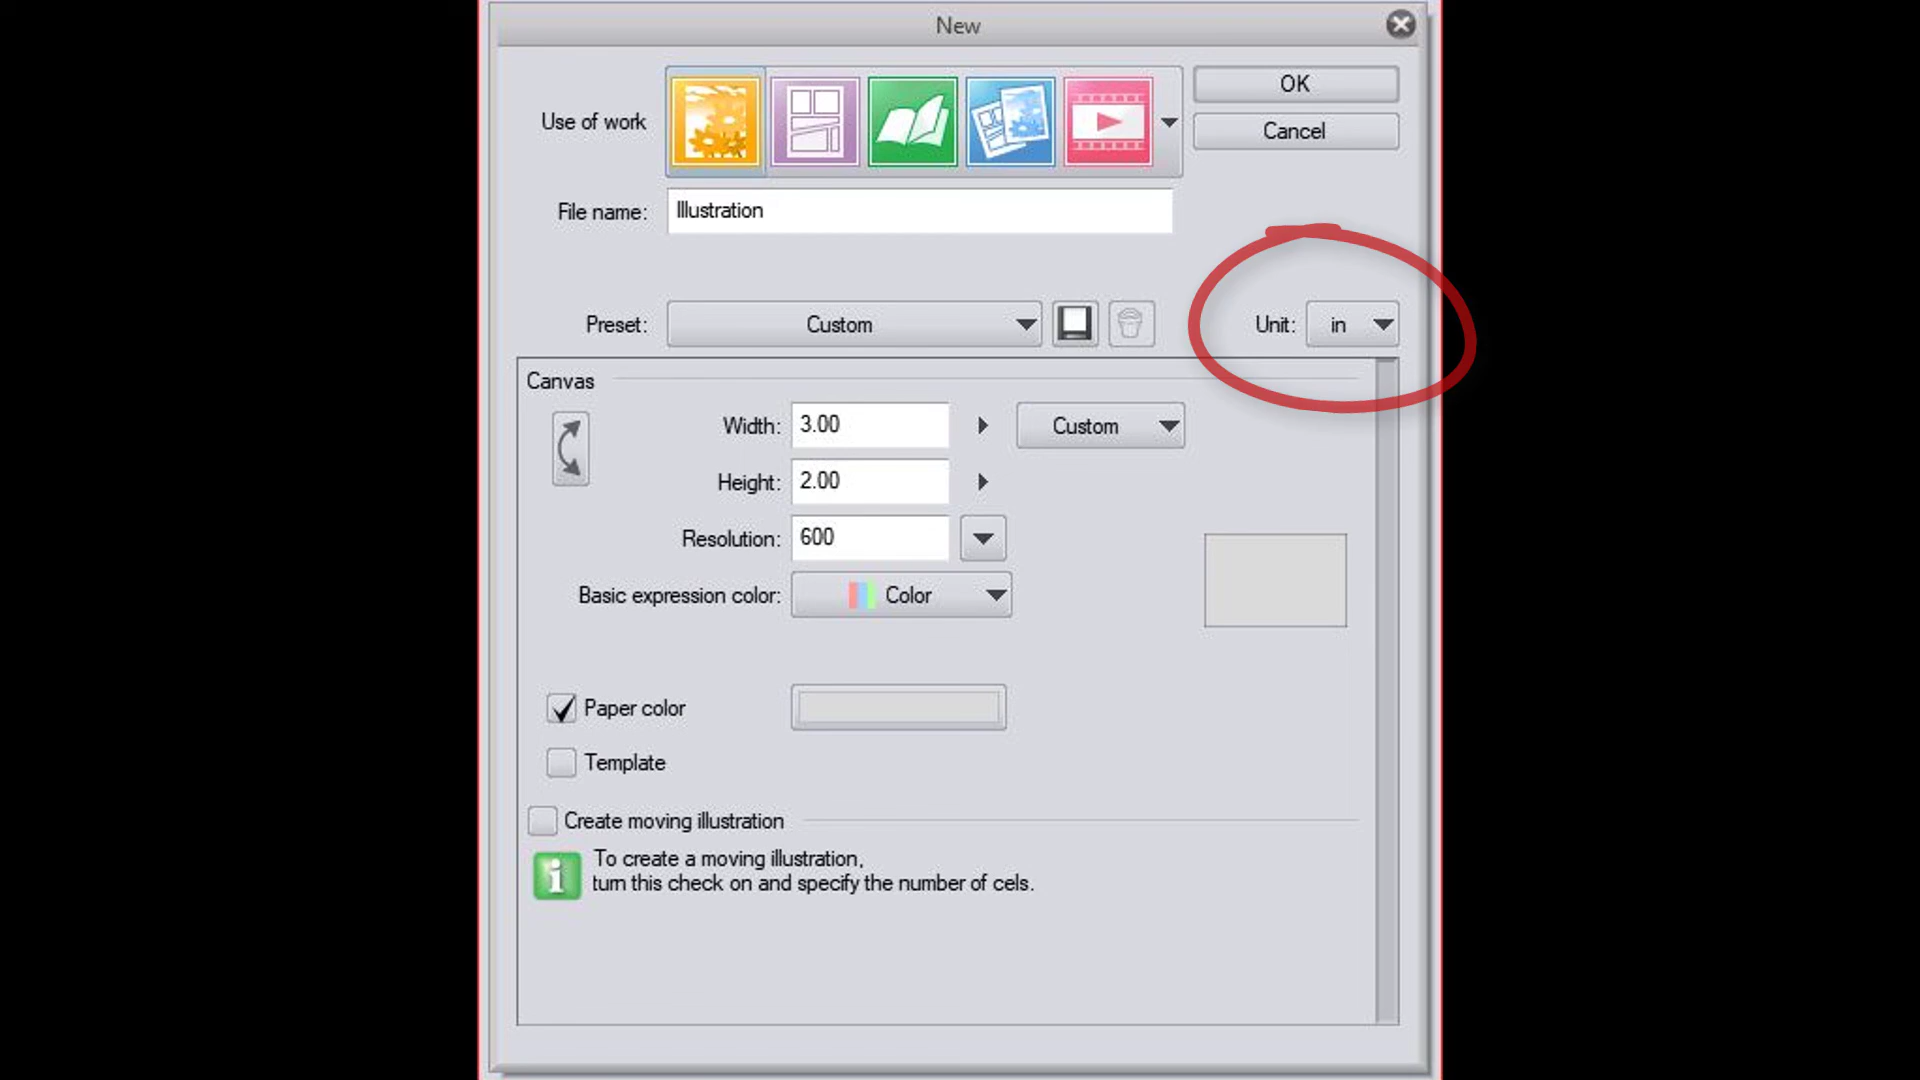 New
Use of work
OK
Cancel
File name: Illustration
Preset: Custom
Unit: in
Canvas
Width: 3.00 Custom
Height: 2.00
Resolution: 600
Basic expression color: Color
Paper color
Template
Create moving illustration
To create a moving illustration,
turn this check on and specify the number of cels.